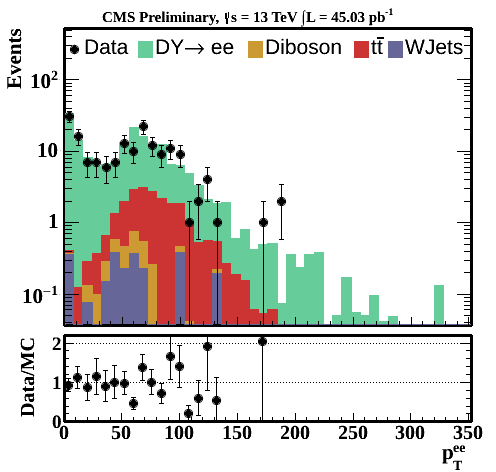 CMS Preliminary, √s = 13 TeV ∫L = 45.03 pb⁻¹
Events
Data DY→ ee Diboson tt̄ WJets
10²
10
1
10⁻¹
Data/MC
2
1
0
0 50 100 150 200 250 300 350
p_T^ee